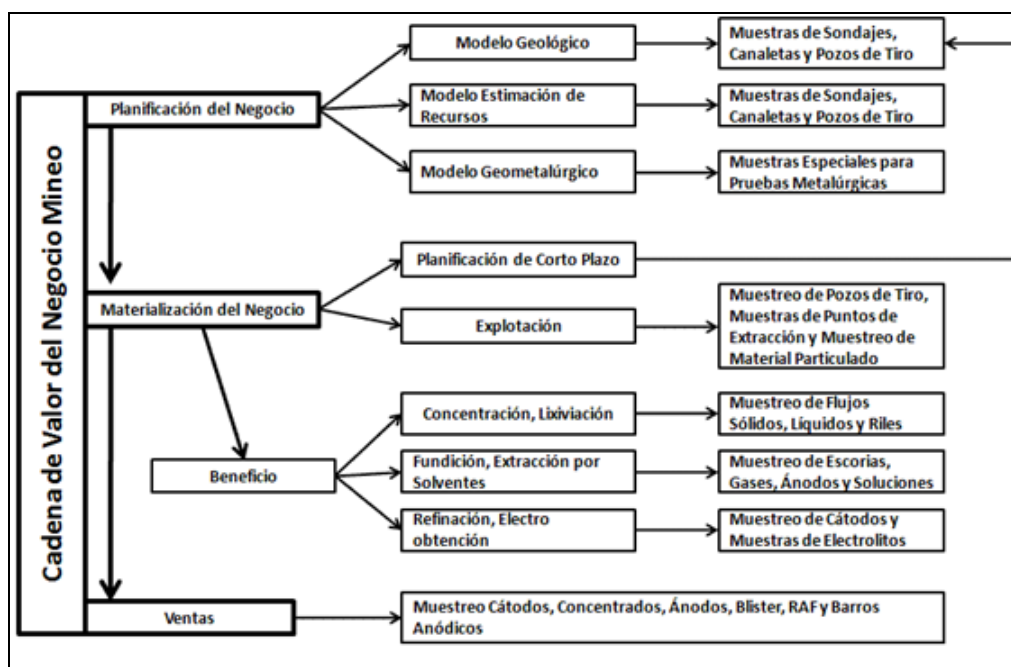 Cadena de Valor del Negocio Mineo
Planificación del Negocio
Modelo Geológico
Muestras de Sondajes,
Canaletas y Pozos de Tiro
Modelo Estimación de
Recursos
Muestras de Sondajes,
Canaletas y Pozos de Tiro
Modelo Geometalúrgico
Muestras Especiales para
Pruebas Metalúrgicas
Materialización del Negocio
Planificación de Corto Plazo
Explotación
Muestreo de Pozos de Tiro,
Muestras de Puntos de
Extracción y Muestreo de
Material Particulado
Beneficio
Concentración, Lixiviación
Muestreo de Flujos
Sólidos, Líquidos y Riles
Fundición, Extracción por
Solventes
Muestreo de Escorias,
Gases, Ánodos y Soluciones
Refinación, Electro
obtención
Muestreo de Cátodos y
Muestras de Electrolitos
Ventas
Muestreo Cátodos, Concentrados, Ánodos, Blister, RAF y Barros
Anódicos